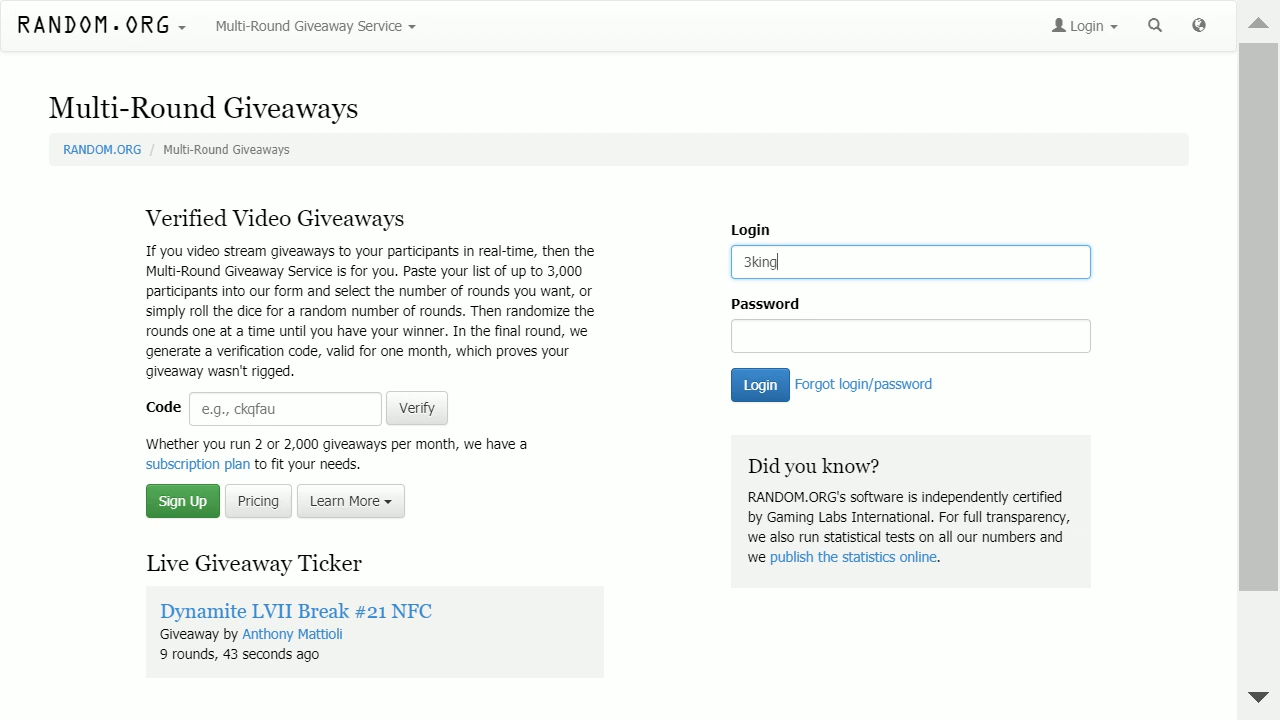 RANDOM.ORG
Multi-Round Giveaway Service
Login
Multi-Round Giveaways
RANDOM.ORG / Multi-Round Giveaways
Verified Video Giveaways
If you video stream giveaways to your participants in real-time, then the
Multi-Round Giveaway Service is for you. Paste your list of up to 3,000
participants into our form and select the number of rounds you want, or
simply roll the dice for a random number of rounds. Then randomize the
rounds one at a time until you have your winner. In the final round, we
generate a verification code, valid for one month, which proves your
giveaway wasn't rigged.
Code e.g., ckqfau Verify
Whether you run 2 or 2,000 giveaways per month, we have a
subscription plan to fit your needs.
Sign Up Pricing Learn More
Live Giveaway Ticker
Dynamite LVII Break #21 NFC
Giveaway by Anthony Mattioli
9 rounds, 43 seconds ago
Login
3king
Password
Login Forgot login/password
Did you know?
RANDOM.ORG's software is independently certified
by Gaming Labs International. For full transparency,
we also run statistical tests on all our numbers and
we publish the statistics online.